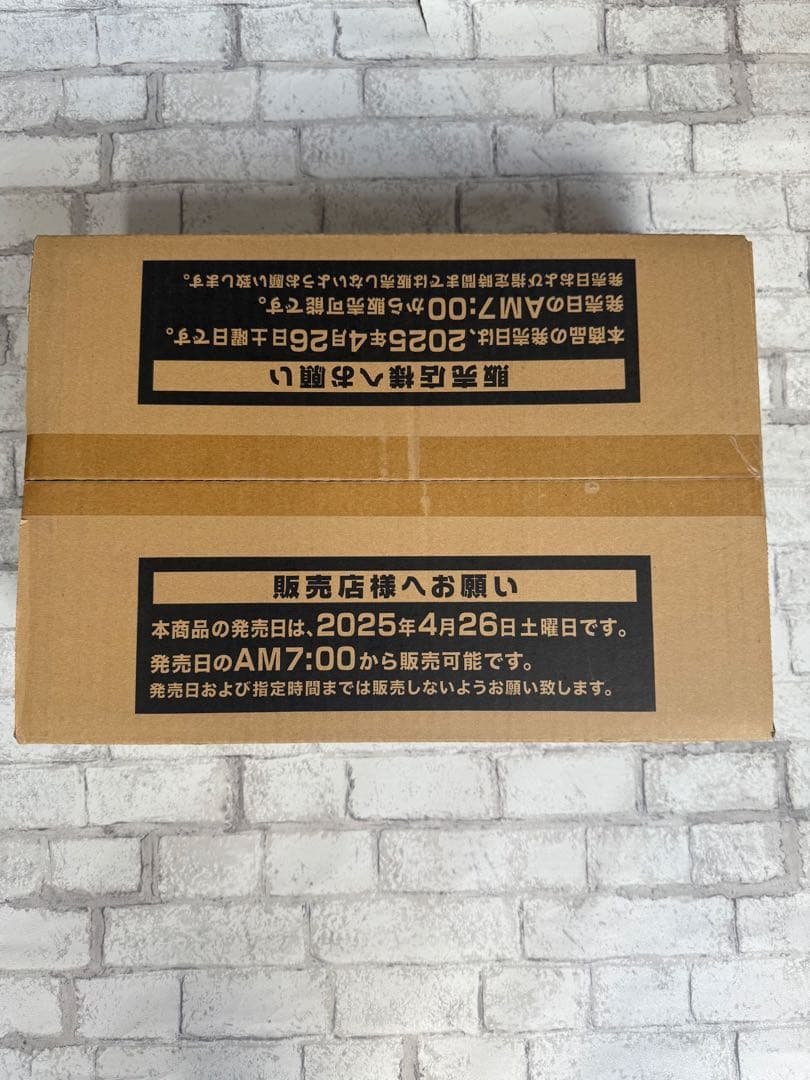 販売店様へお願い
本商品の発売日は、2025年4月26日土曜日です。
発売日のAM7:00から販売可能です。
発売日および指定時間までは販売しないようお願い致します。
販売店様へお願い
本商品の発売日は、2025年4月26日土曜日です。
発売日のAM7:00から販売可能です。
発売日および指定時間までは販売しないようお願い致します。